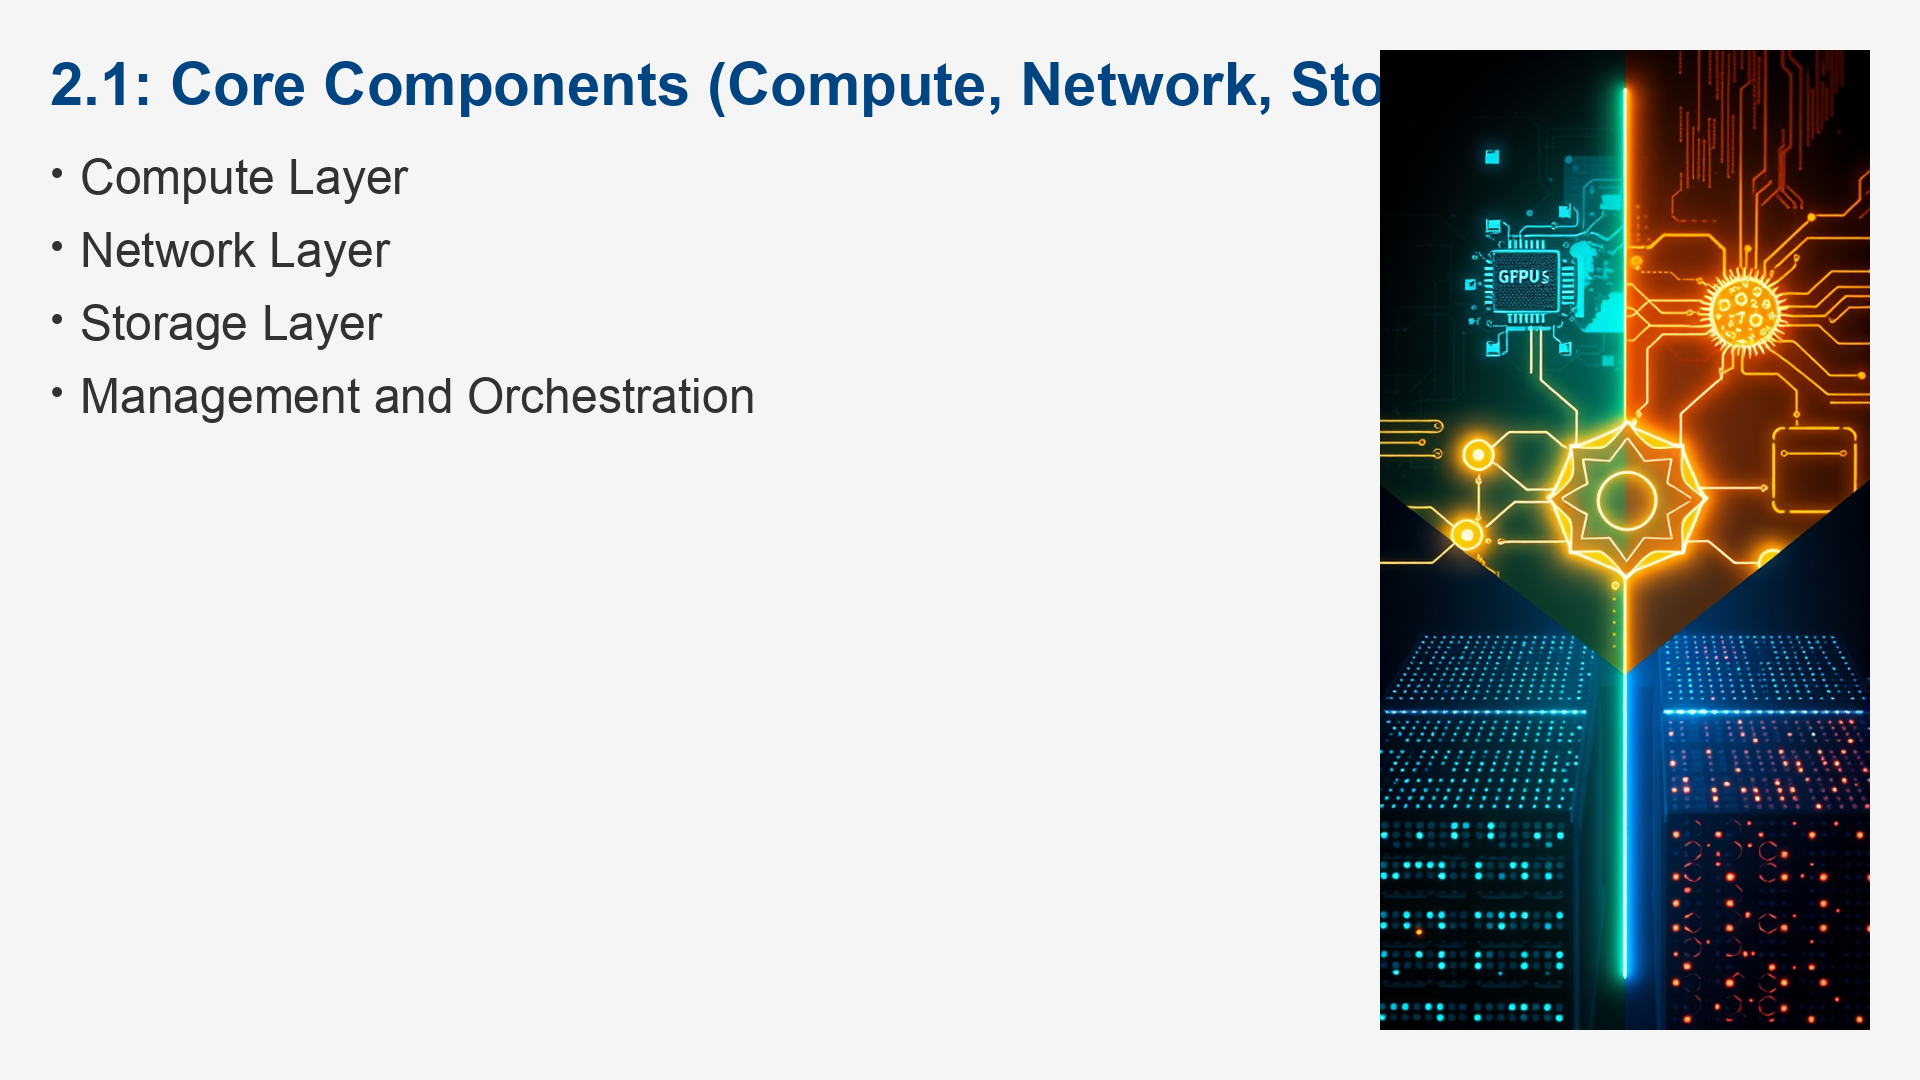 2.1: Core Components (Compute, Network, Sto
• Compute Layer
• Network Layer
• Storage Layer
• Management and Orchestration
GFPUs